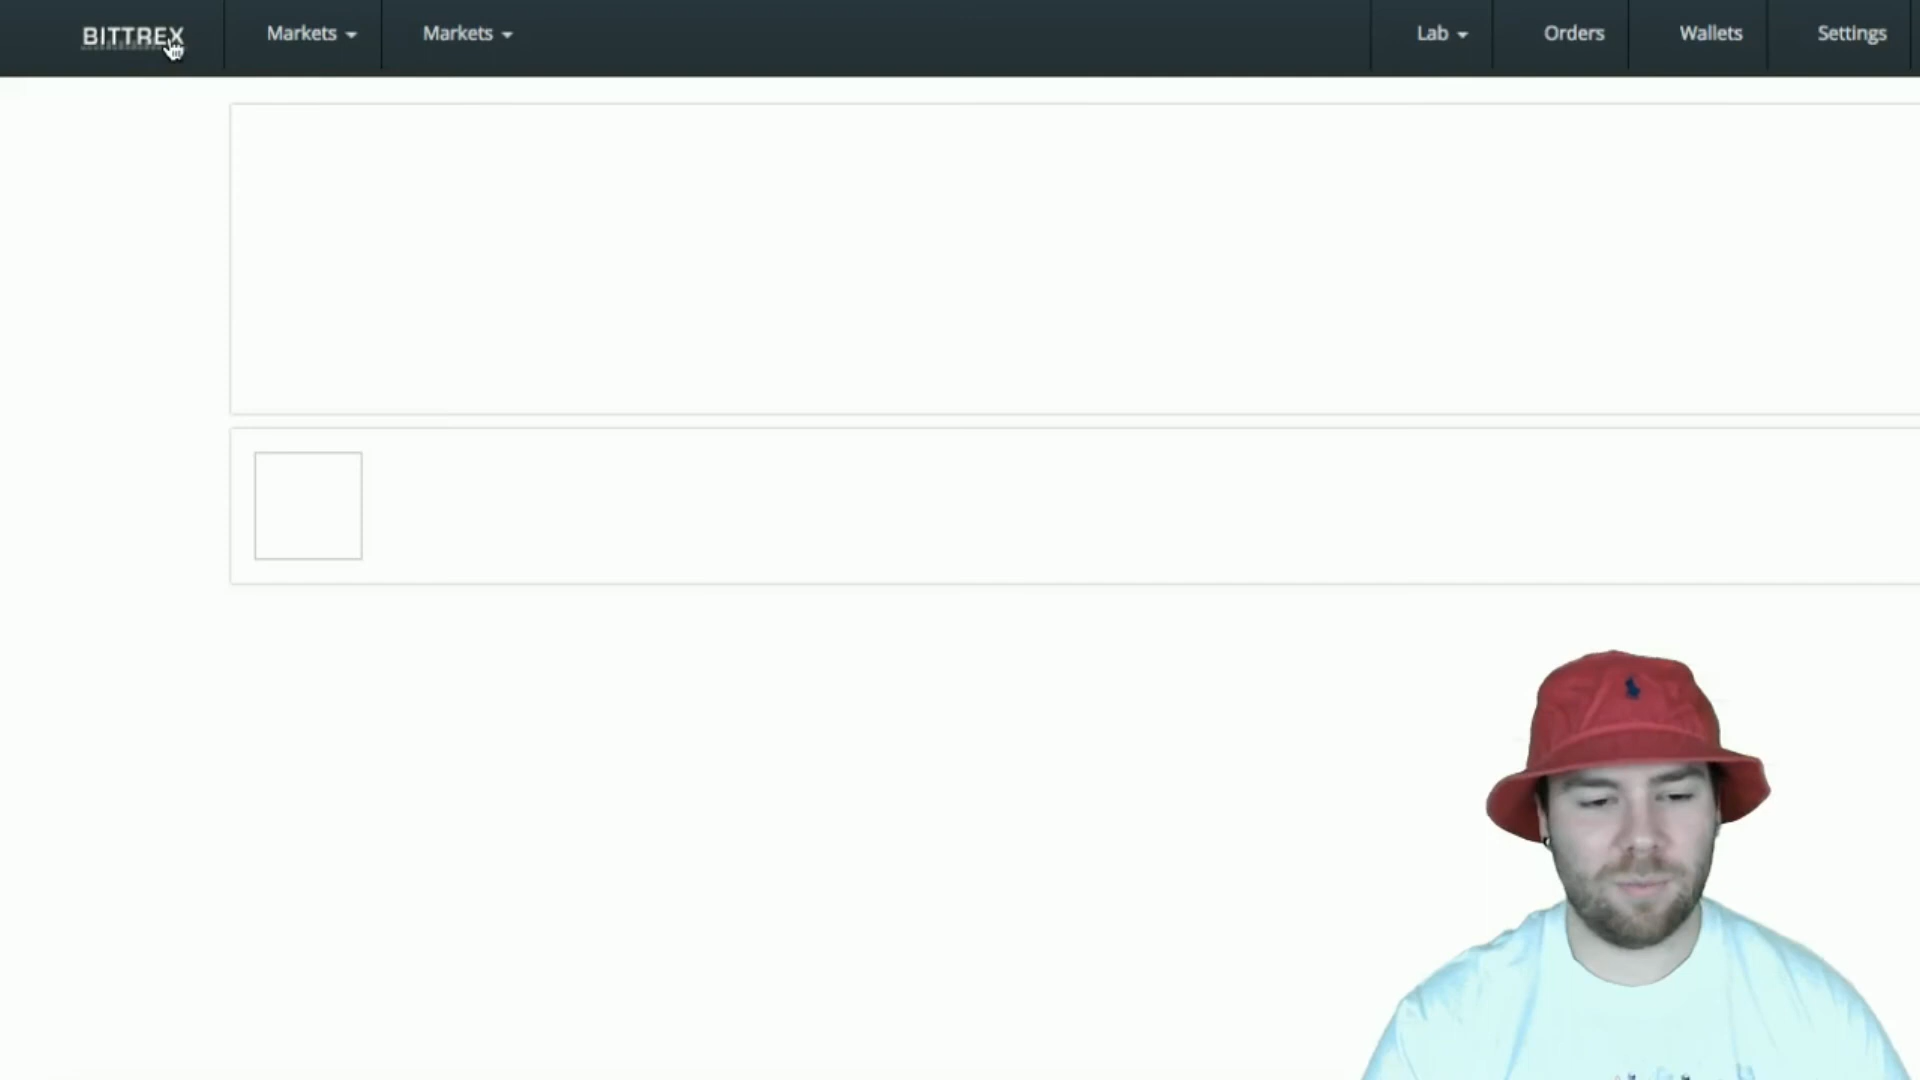 BITTREX
Markets
Markets
Lab
Orders
Wallets
Settings